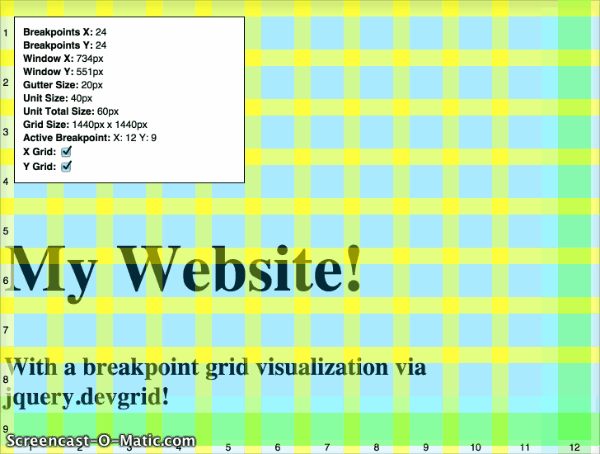 Breakpoints X: 24
Breakpoints Y: 24
Window X: 734px
Window Y: 551px
Gutter Size: 20px
Unit Size: 40px
Unit Total Size: 60px
Grid Size: 1440px x 1440px
Active Breakpoint: X: 12 Y: 9
X Grid:
Y Grid:
1
2
3
4
5
6
7
8
9
My Website!
With a breakpoint grid visualization via
jquery.devgrid!
Screencast-O-Matic.com
1 2 3 4 5 6 7 8 9 10 11 12